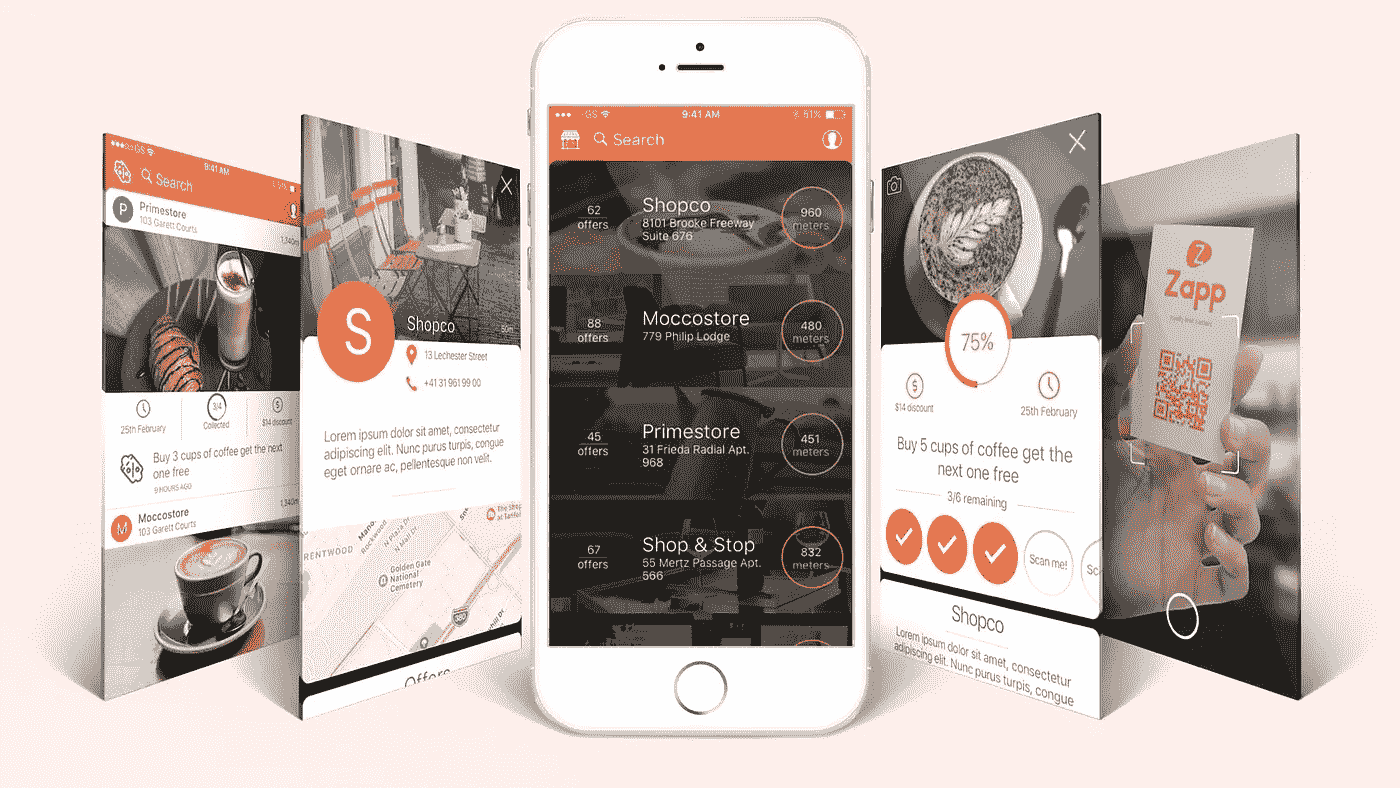 9:41 AM
Search
P
Primestore
103 Garett Courts
1,340m
25th February
3/4
Collected
$
$14 discount
Buy 3 cups of coffee get the next
one free
9 HOURS AGO
M
Moccostore
103 Garett Courts
1,340m
S
Shopco
50m
13 Lechester Street
+41 31 961 99 00
Lorem ipsum dolor sit amet, consectetur
adipiscing elit. Nunc purus turpis, congue
eget ornare ac, pellentesque non velit.
RENTWOOD
Golden Gate
National
Cemetery
380
Offers
9:41 AM
Search
62
offers
Shopco
8101 Brooke Freeway
Suite 676
960
meters
88
offers
Moccostore
779 Philip Lodge
480
meters
45
offers
Primestore
31 Frieda Radial Apt.
968
451
meters
67
offers
Shop & Stop
55 Mertz Passage Apt.
566
832
meters
75%
$
$14 discount
25th February
Buy 5 cups of coffee get the
next one free
3/6 remaining
Scan me!
Sc
Shopco
Lorem ipsum dolor sit amet, consectetur
adipiscing elit. Nunc purus turpis, congue
Z
Zapp